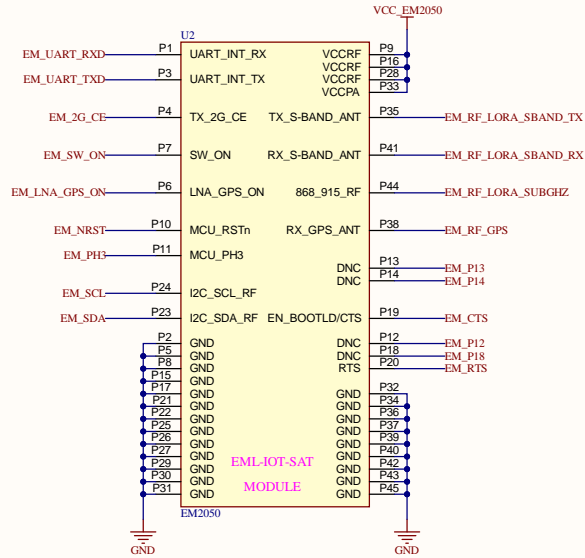 VCC_EM2050
U2
EM_UART_RXD P1 UART_INT_RX VCCRF P9
VCCRF P16
EM_UART_TXD P3 UART_INT_TX VCCRF P28
VCCPA P33
EM_2G_CE P4 TX_2G_CE TX_S-BAND_ANT P35 EM_RF_LORA_SBAND_TX
EM_SW_ON P7 SW_ON RX_S-BAND_ANT P41 EM_RF_LORA_SBAND_RX
EM_LNA_GPS_ON P6 LNA_GPS_ON 868_915_RF P44 EM_RF_LORA_SUBGHZ
EM_NRST P10 MCU_RSTn RX_GPS_ANT P38 EM_RF_GPS
EM_PH3 P11 MCU_PH3
DNC P13 EM_P13
DNC P14 EM_P14
EM_SCL P24 I2C_SCL_RF
EM_SDA P23 I2C_SDA_RF EN_BOOTLD/CTS P19 EM_CTS
P2 GND DNC P12 EM_P12
P5 GND DNC P18 EM_P18
P8 GND RTS P20 EM_RTS
P15 GND
P17 GND GND P32
P21 GND GND P34
P22 GND GND P36
P25 GND GND P37
P26 GND GND P39
P27 GND GND P40
P29 GND GND P42
P30 GND GND P43
P31 GND GND P45
EML-IOT-SAT
MODULE
EM2050
GND GND